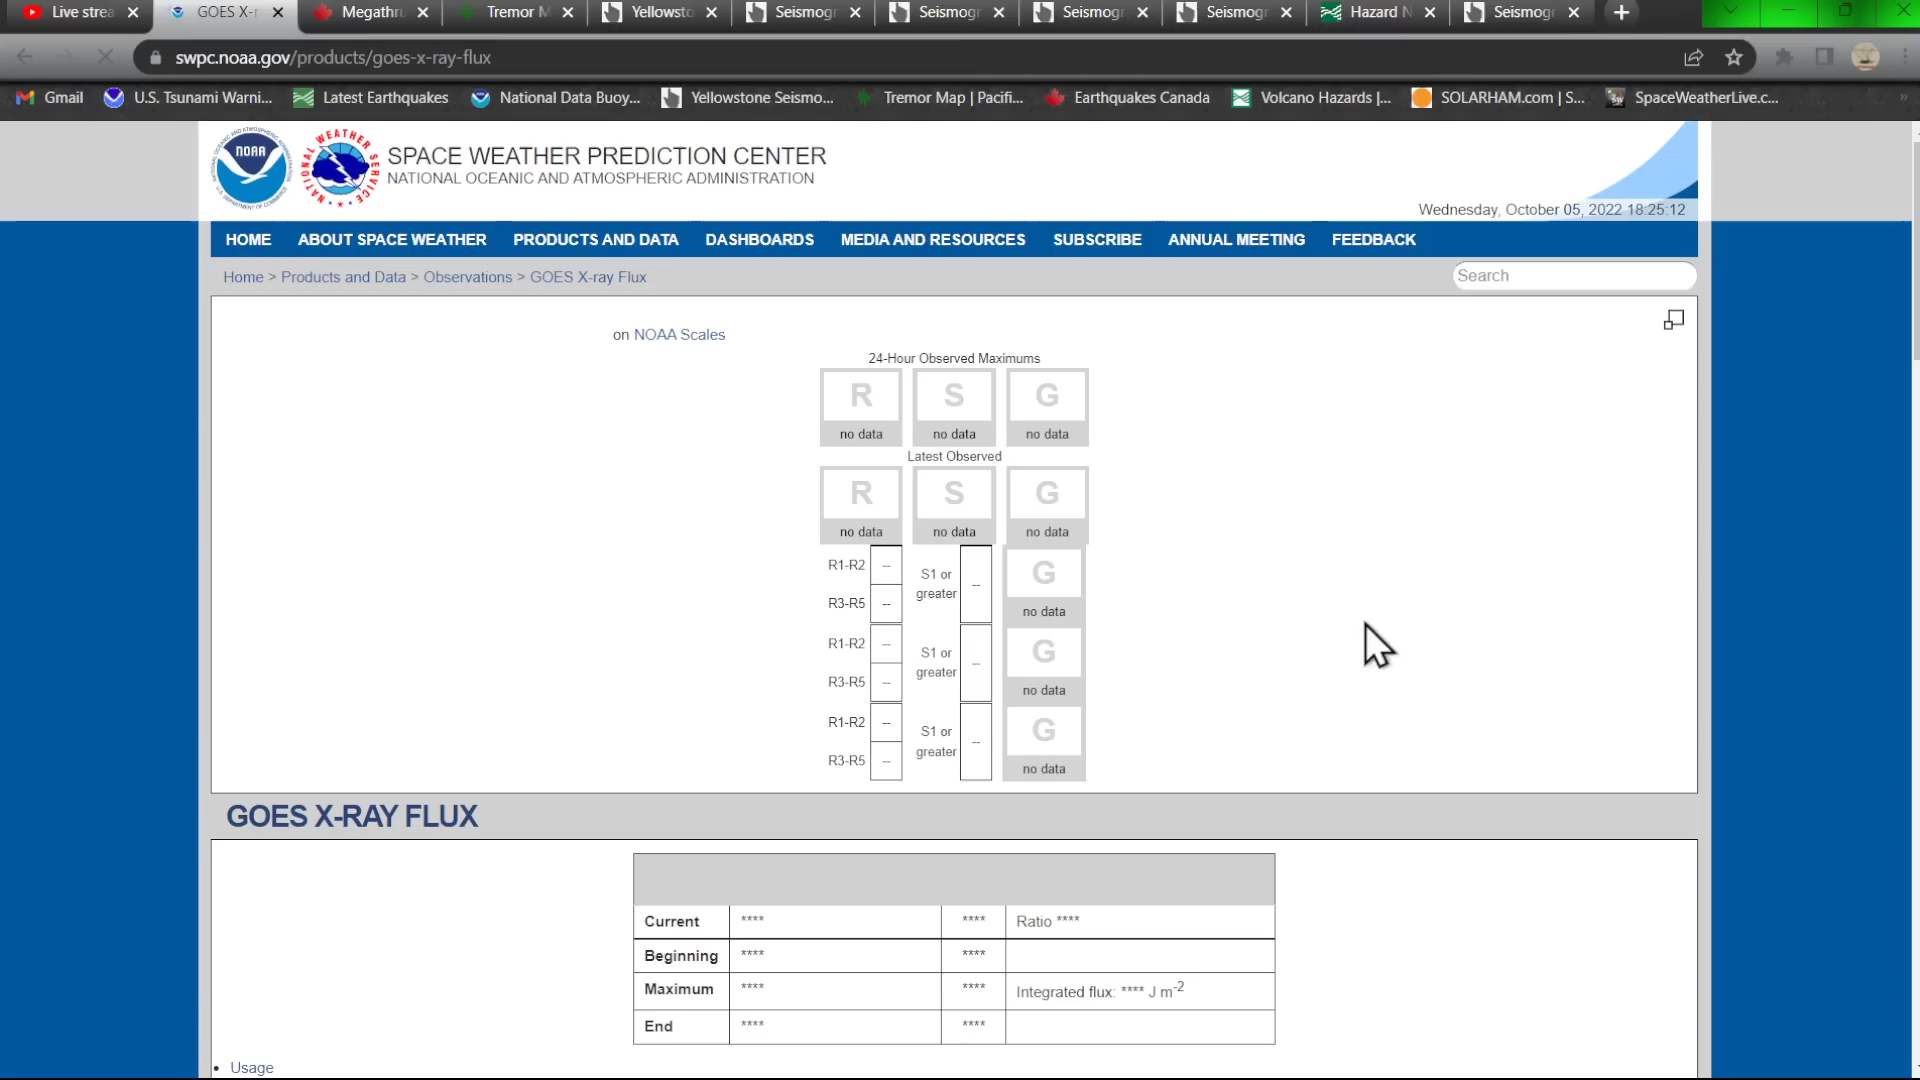 Live strea
GOES X-r
Megathru
Tremor M
Yellowsto
Seismogr
Seismogr
Seismogr
Seismogr
Hazard N
Seismogr
swpc.noaa.gov/products/goes-x-ray-flux
Gmail
U.S. Tsunami Warni...
Latest Earthquakes
National Data Buoy...
Yellowstone Seismo...
Tremor Map | Pacifi...
Earthquakes Canada
Volcano Hazards |...
SOLARHAM.com | S...
SpaceWeatherLive.c...
NOAA
NATIONAL WEATHER SERVICE
SPACE WEATHER PREDICTION CENTER
NATIONAL OCEANIC AND ATMOSPHERIC ADMINISTRATION
Wednesday, October 05, 2022 18:25:12
HOME ABOUT SPACE WEATHER PRODUCTS AND DATA DASHBOARDS MEDIA AND RESOURCES SUBSCRIBE ANNUAL MEETING FEEDBACK
Home > Products and Data > Observations > GOES X-ray Flux
Search
on NOAA Scales
24-Hour Observed Maximums
R S G
no data no data no data
Latest Observed
R S G
no data no data no data
R1-R2 -- S1 or greater -- G
R3-R5 -- no data
R1-R2 -- S1 or greater -- G
R3-R5 -- no data
R1-R2 -- S1 or greater -- G
R3-R5 -- no data
GOES X-RAY FLUX
Current **** **** Ratio ****
Beginning **** ****
Maximum **** **** Integrated flux: **** J m-2
End **** ****
• Usage